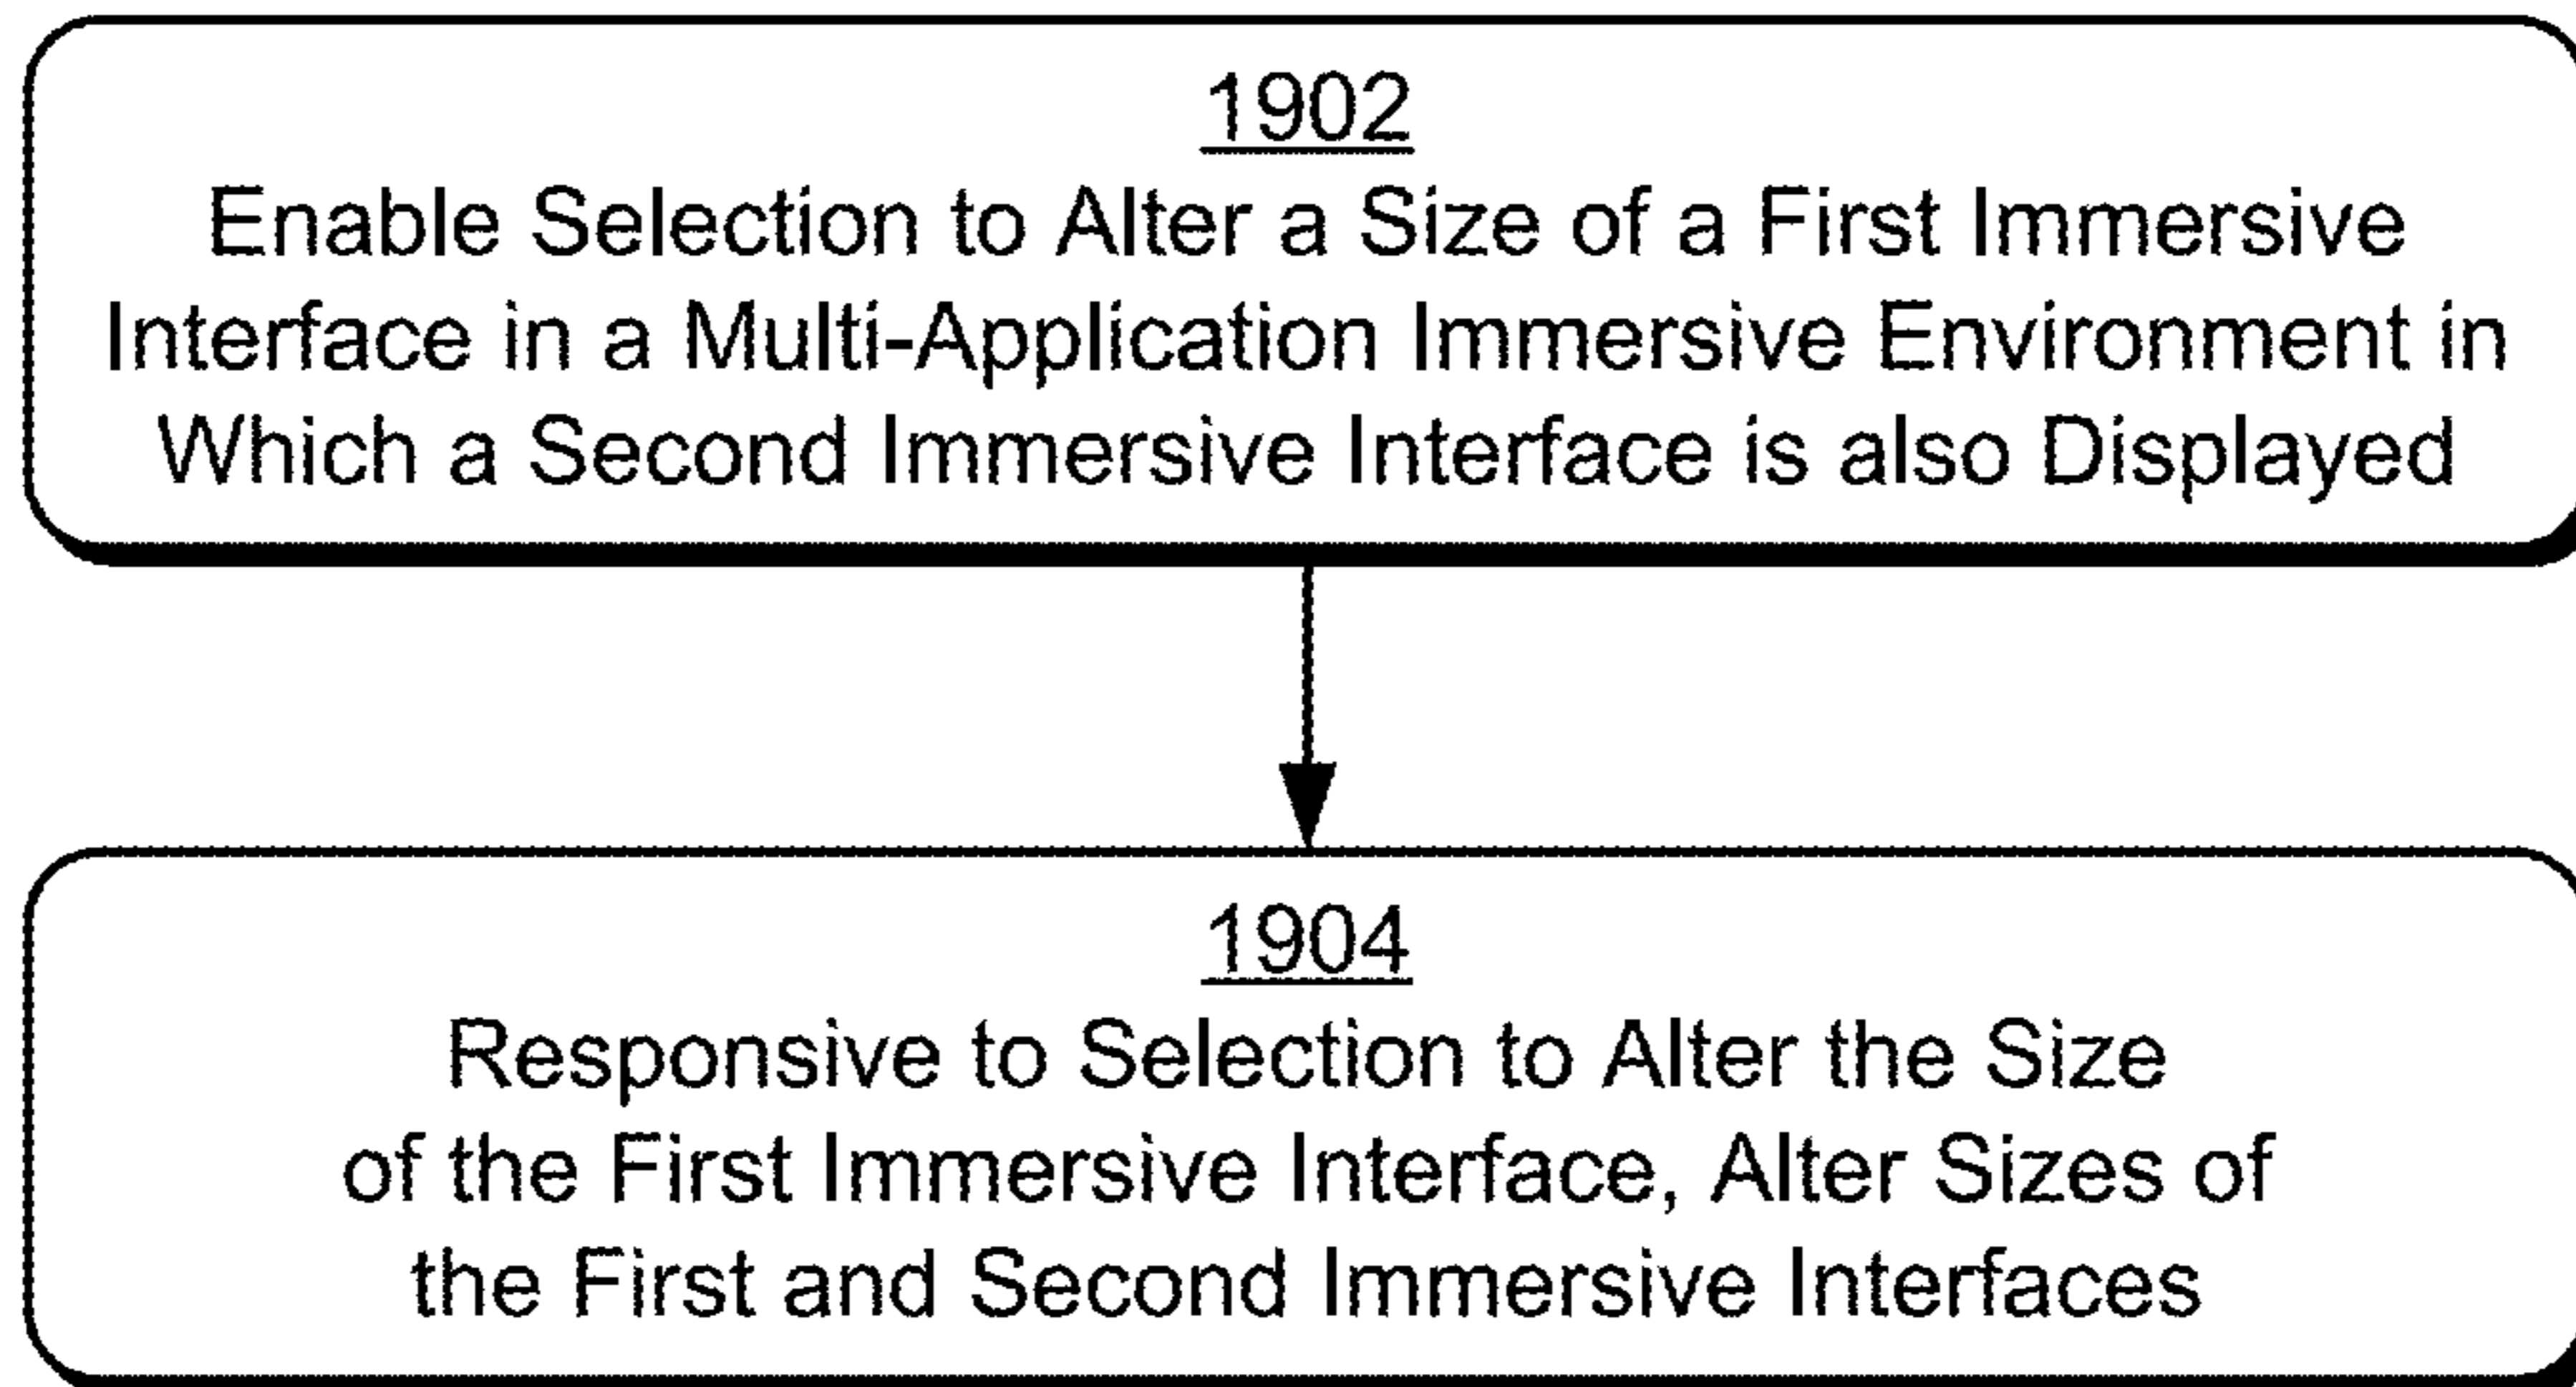 1902
Enable Selection to Alter a Size of a First Immersive
Interface in a Multi-Application Immersive Environment in
Which a Second Immersive Interface is also Displayed
1904
Responsive to Selection to Alter the Size
of the First Immersive Interface, Alter Sizes of
the First and Second Immersive Interfaces